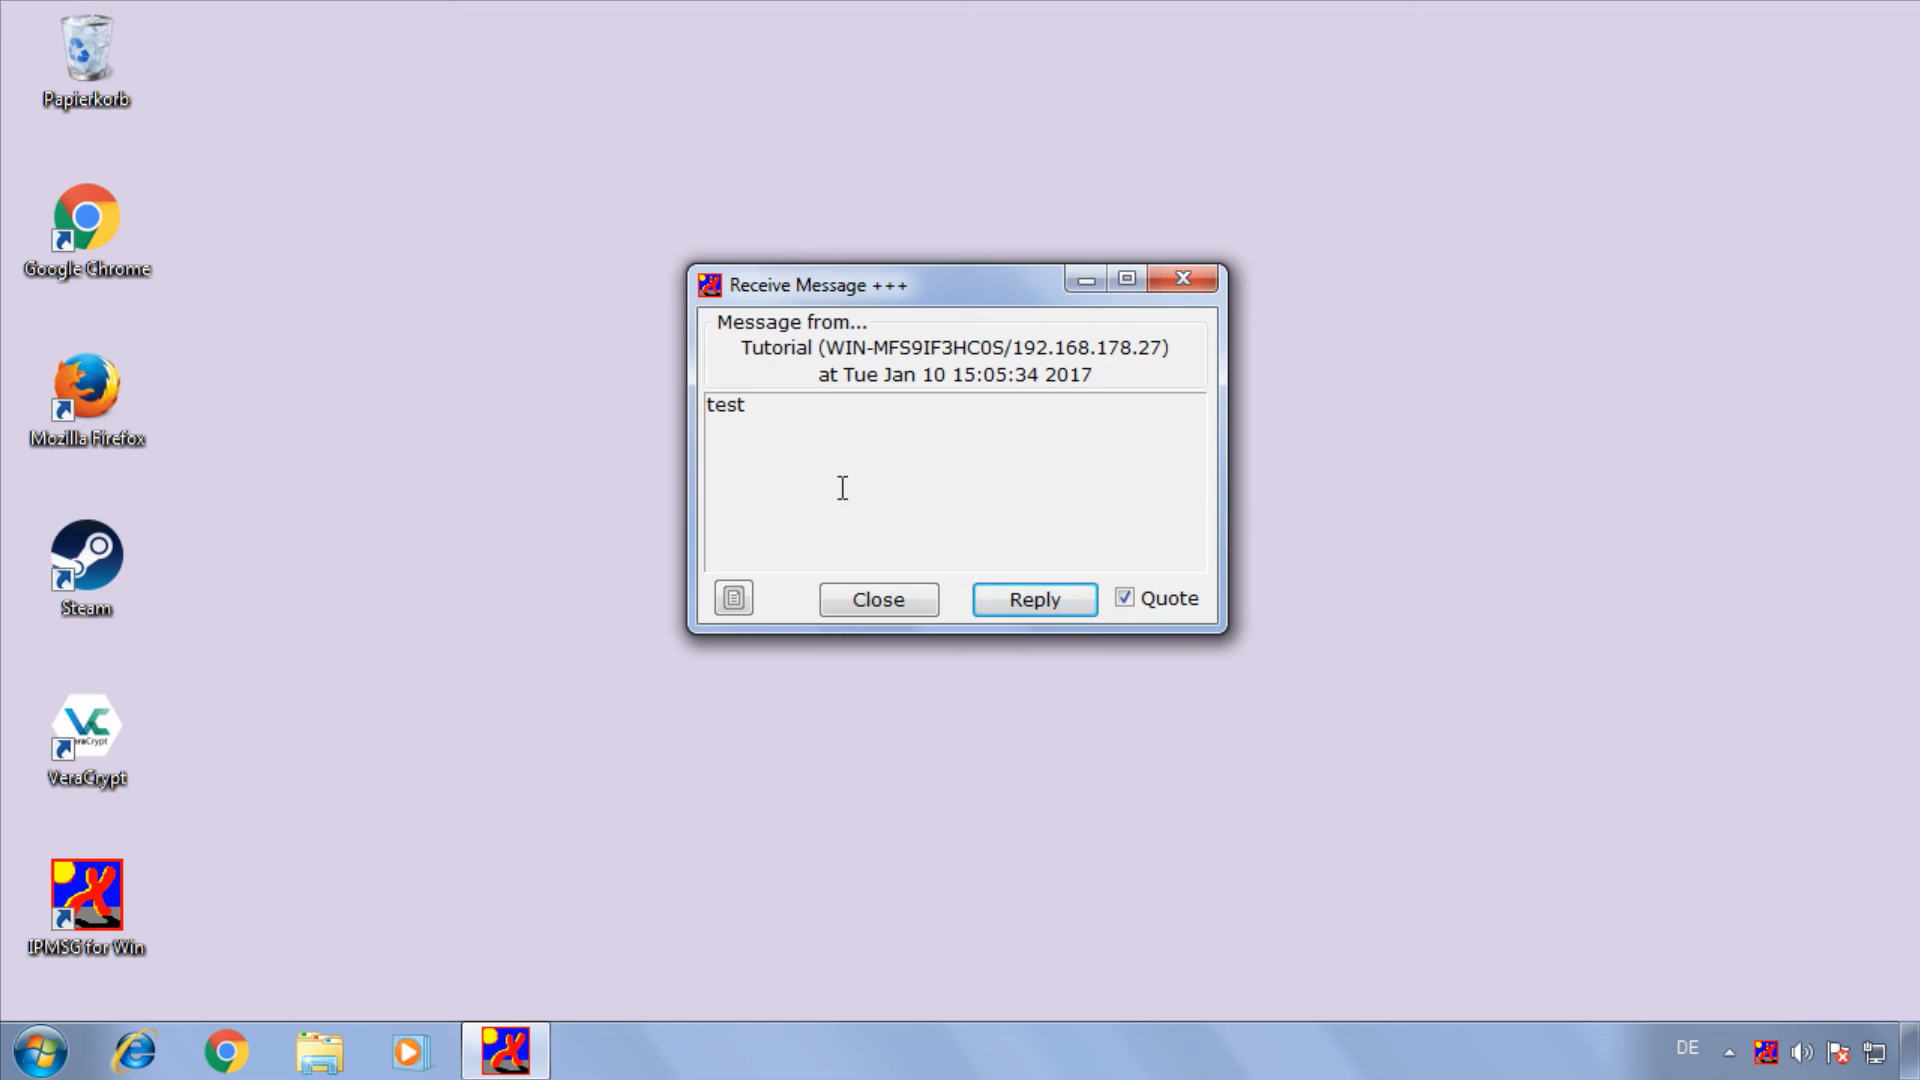 Papierkorb
Google Chrome
Mozilla Firefox
Steam
VeraCrypt
IPMSG for Win
Receive Message +++
Message from...
Tutorial (WIN-MFS9IF3HC0S/192.168.178.27)
at Tue Jan 10 15:05:34 2017
test
Close
Reply
Quote
DE